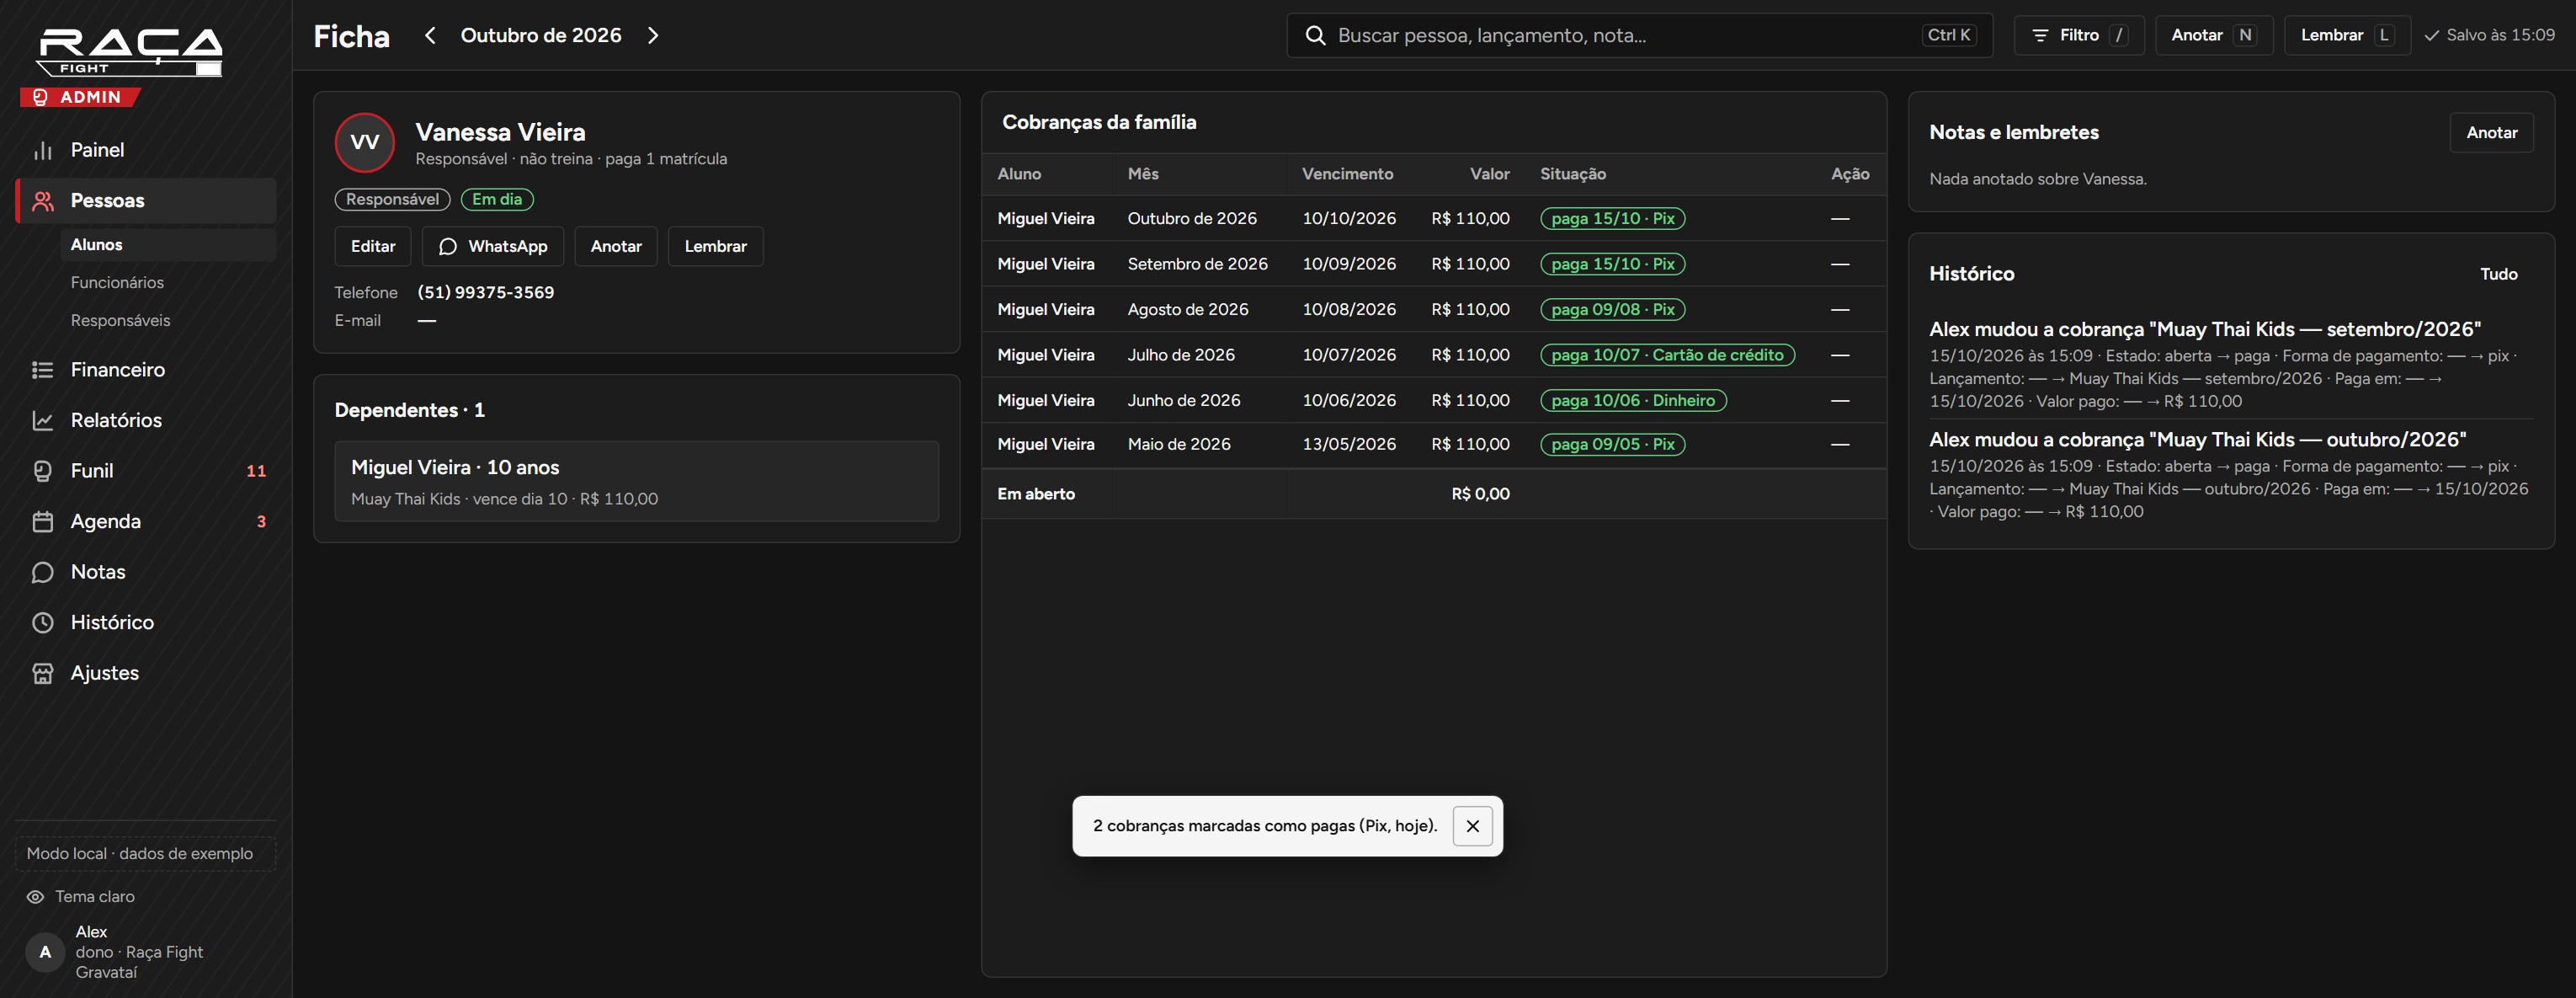 RAÇA
FIGHT
ADMIN
Painel
Pessoas
Alunos
Funcionários
Responsáveis
Financeiro
Relatórios
Funil 11
Agenda 3
Notas
Histórico
Ajustes
Modo local · dados de exemplo
Tema claro
A
Alex
dono · Raça Fight
Gravataí
Ficha
Outubro de 2026
Buscar pessoa, lançamento, nota... Ctrl K
Filtro /
Anotar N
Lembrar L
Salvo às 15:09
VV
Vanessa Vieira
Responsável · não treina · paga 1 matrícula
Responsável
Em dia
Editar
WhatsApp
Anotar
Lembrar
Telefone (51) 99375-3569
E-mail —
Dependentes · 1
Miguel Vieira · 10 anos
Muay Thai Kids · vence dia 10 · R$ 110,00
Cobranças da família
Aluno Mês Vencimento Valor Situação Ação
Miguel Vieira Outubro de 2026 10/10/2026 R$ 110,00 paga 15/10 · Pix —
Miguel Vieira Setembro de 2026 10/09/2026 R$ 110,00 paga 15/10 · Pix —
Miguel Vieira Agosto de 2026 10/08/2026 R$ 110,00 paga 09/08 · Pix —
Miguel Vieira Julho de 2026 10/07/2026 R$ 110,00 paga 10/07 · Cartão de crédito —
Miguel Vieira Junho de 2026 10/06/2026 R$ 110,00 paga 10/06 · Dinheiro —
Miguel Vieira Maio de 2026 13/05/2026 R$ 110,00 paga 09/05 · Pix —
Em aberto R$ 0,00
2 cobranças marcadas como pagas (Pix, hoje).
Notas e lembretes
Anotar
Nada anotado sobre Vanessa.
Histórico
Tudo
Alex mudou a cobrança "Muay Thai Kids — setembro/2026"
15/10/2026 às 15:09 · Estado: aberta → paga · Forma de pagamento: — → pix ·
Lançamento: — → Muay Thai Kids — setembro/2026 · Paga em: — →
15/10/2026 · Valor pago: — → R$ 110,00
Alex mudou a cobrança "Muay Thai Kids — outubro/2026"
15/10/2026 às 15:09 · Estado: aberta → paga · Forma de pagamento: — → pix ·
Lançamento: — → Muay Thai Kids — outubro/2026 · Paga em: — → 15/10/2026
· Valor pago: — → R$ 110,00